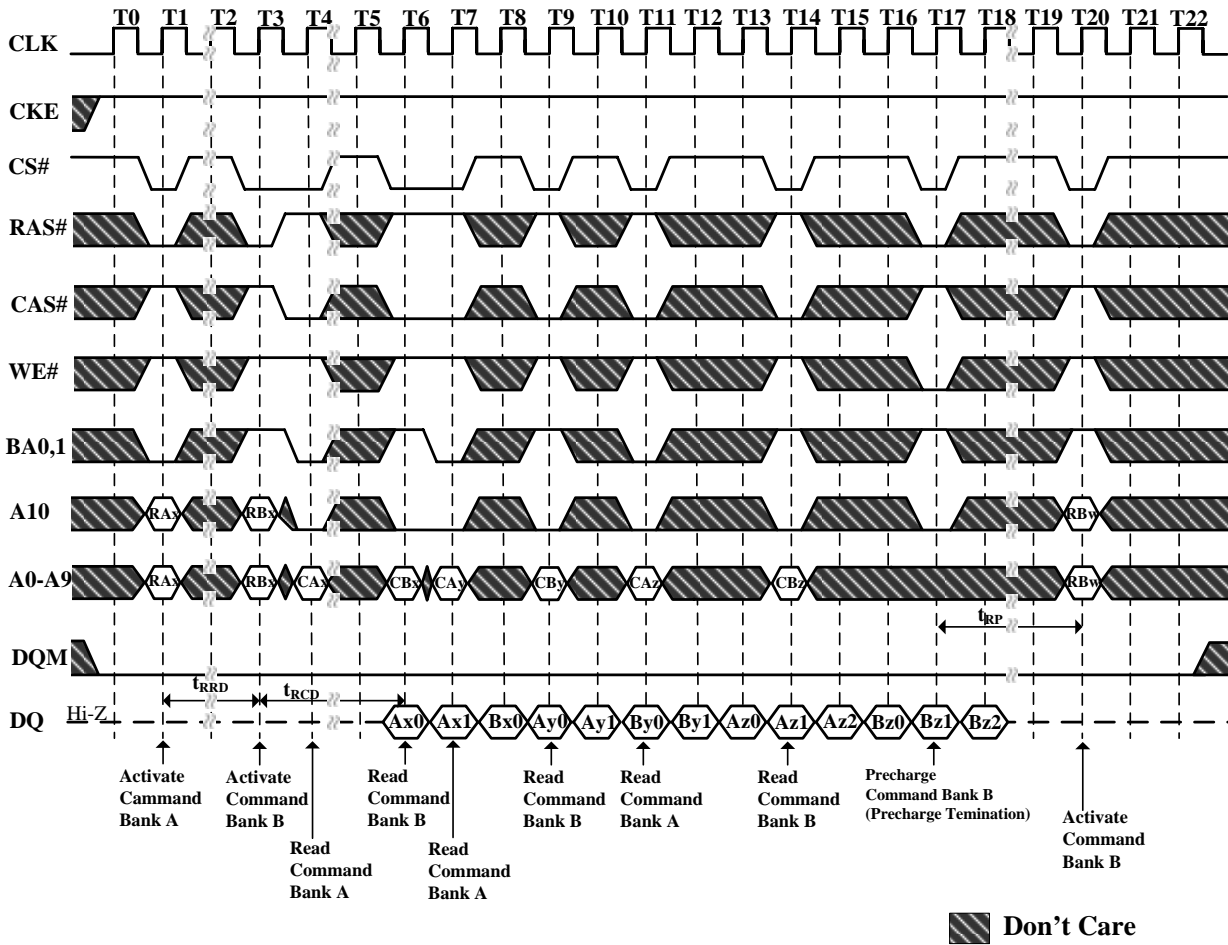 T0 T1 T2 T3 T4 T5 T6 T7 T8 T9 T10 T11 T12 T13 T14 T15 T16 T17 T18 T19 T20 T21 T22
CLK
CKE
CS#
RAS#
CAS#
WE#
BA0,1
A10 RAx RBx RBw
A0-A9 RAx RBx CAx CBx CAy CBy CAz CBz RBw
tRP
DQM
tRRD tRCD
DQ Hi-Z Ax0 Ax1 Bx0 Ay0 Ay1 By0 By1 Az0 Az1 Az2 Bz0 Bz1 Bz2
Activate
Cammand
Bank A
Activate
Command
Bank B
Read
Command
Bank A
Read
Command
Bank B
Read
Command
Bank A
Read
Command
Bank B
Read
Command
Bank A
Read
Command
Bank B
Precharge
Command Bank B
(Precharge Temination)
Activate
Command
Bank B
Don't Care